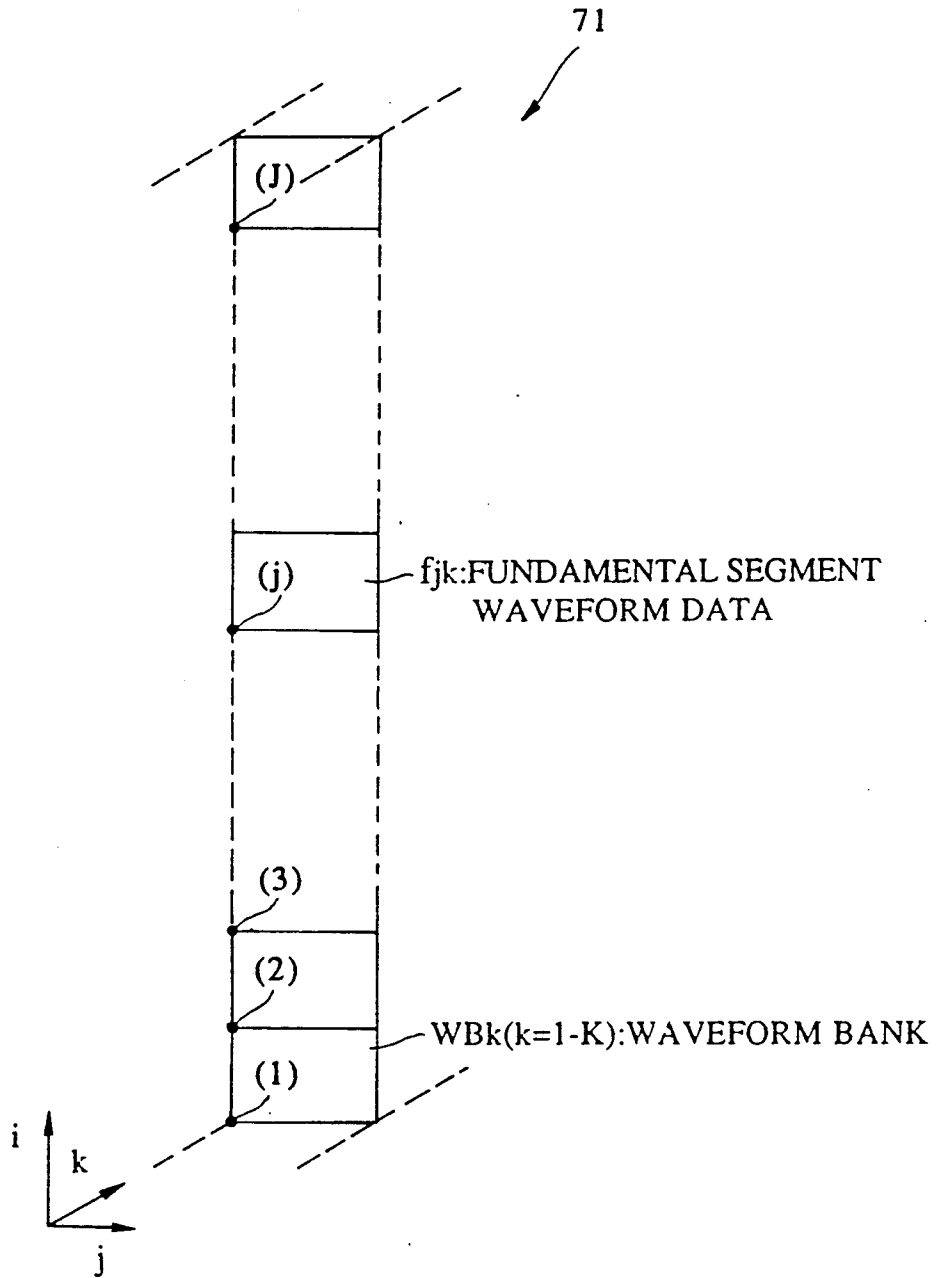 71
(J)
(j)
fjk:FUNDAMENTAL SEGMENT
WAVEFORM DATA
(3)
(2)
WBk(k=1-K):WAVEFORM BANK
(1)
i
k
j